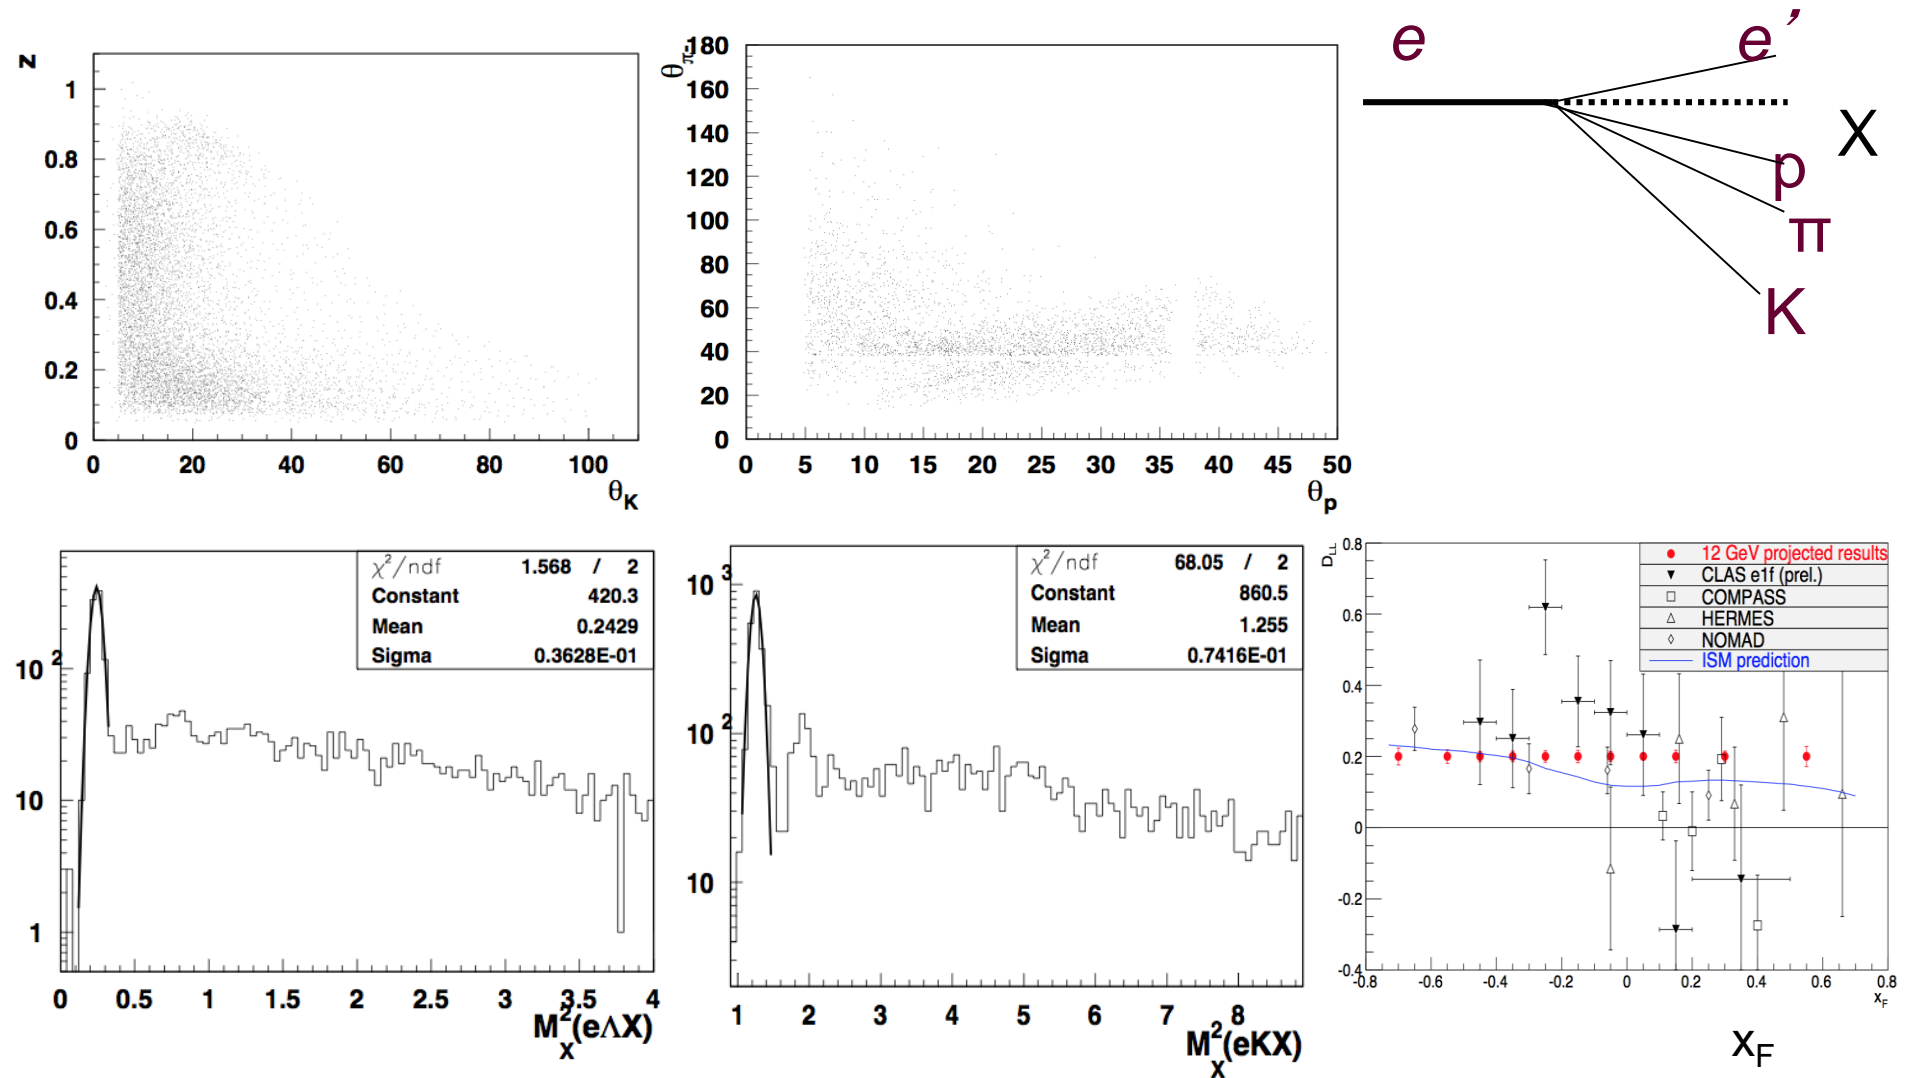 z
1
0.8
0.6
0.4
0.2
0
0 20 40 60 80 100
θK
θπ-
180
160
140
120
100
80
60
40
20
0
0 5 10 15 20 25 30 35 40 45 50
θp
e
e´
X
p
π
K
χ²/ndf 1.568 / 2
Constant 420.3
Mean 0.2429
Sigma 0.3628E-01
10²
10
1
0 0.5 1 1.5 2 2.5 3 3.5 4
M²X(eΛX)
χ²/ndf 68.05 / 2
Constant 860.5
Mean 1.255
Sigma 0.7416E-01
10³
10²
10
1 2 3 4 5 6 7 8
M²X(eKX)
DLL
0.8
0.6
0.4
0.2
0
-0.2
-0.4
12 GeV projected results
CLAS e1f (prel.)
COMPASS
HERMES
NOMAD
ISM prediction
-0.8 -0.6 -0.4 -0.2 0 0.2 0.4 0.6 0.8
xF
xF